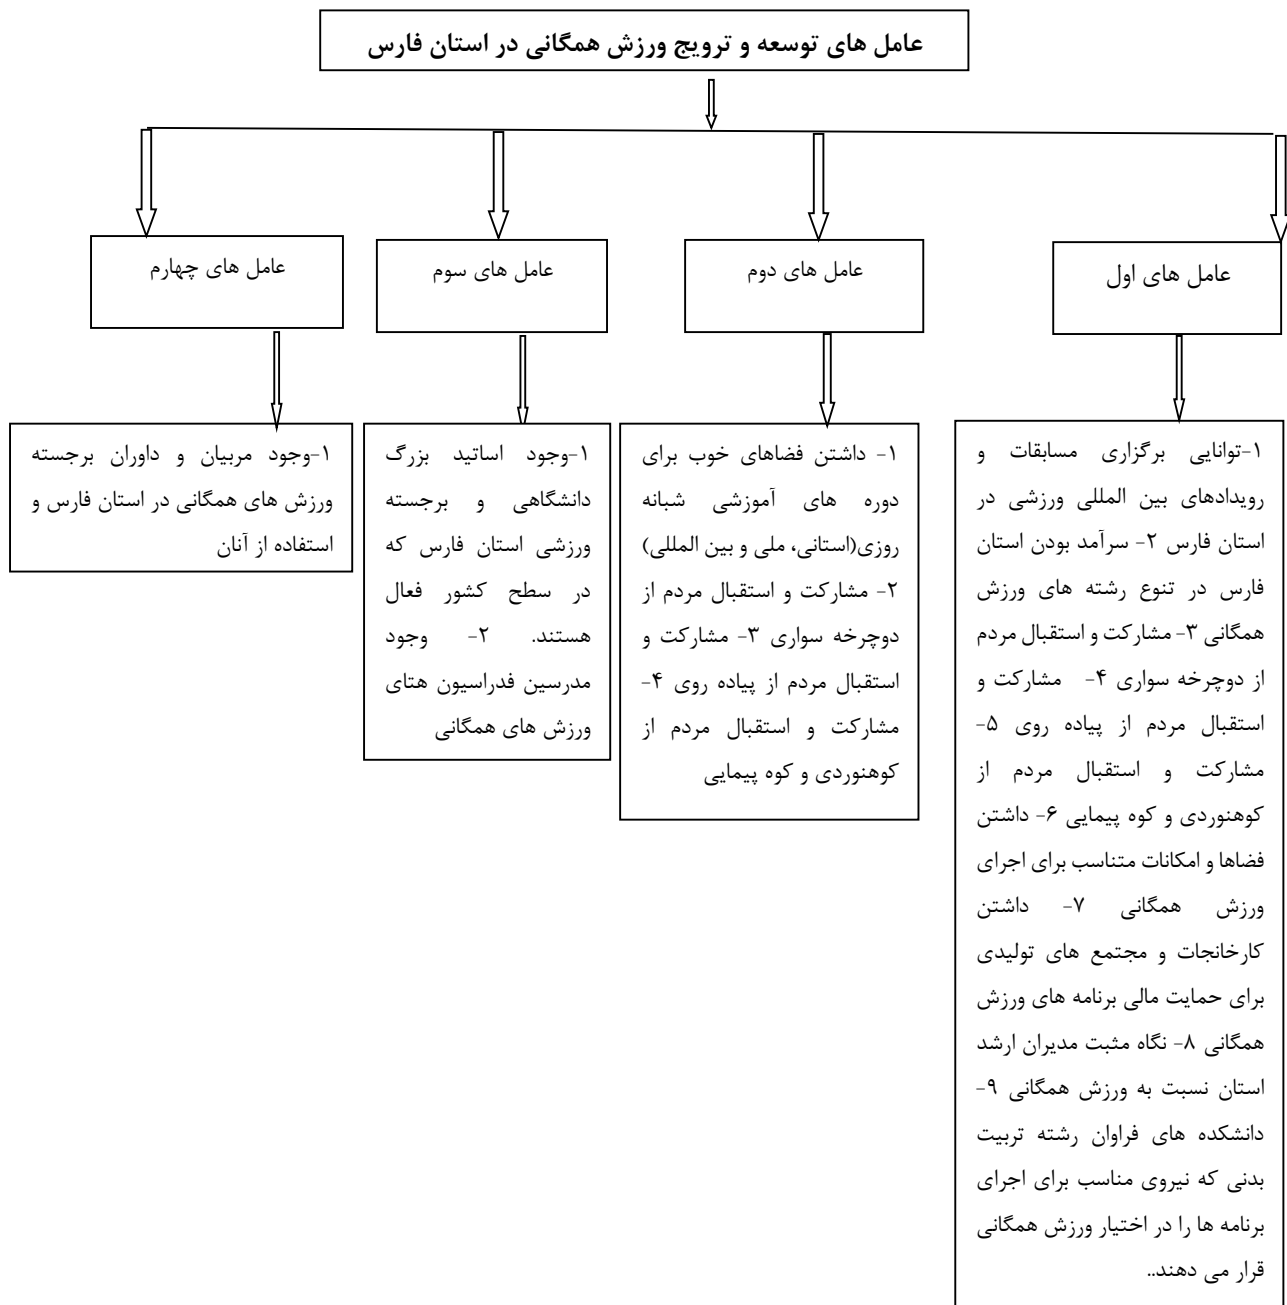 عامل های توسعه و ترویج ورزش همگانی در استان فارس
عامل های اول
عامل های دوم
عامل های سوم
عامل های چهارم
۱-توانایی برگزاری مسابقات و
رویدادهای بین المللی ورزشی در
استان فارس ۲- سرآمد بودن استان
فارس در تنوع رشته های ورزش
همگانی ۳- مشارکت و استقبال مردم
از دوچرخه سواری ۴- مشارکت و
استقبال مردم از پیاده روی ۵-
مشارکت و استقبال مردم از
کوهنوردی و کوه پیمایی ۶- داشتن
فضاها و امکانات متناسب برای اجرای
ورزش همگانی ۷- داشتن
کارخانجات و مجتمع های تولیدی
برای حمایت مالی برنامه های ورزش
همگانی ۸- نگاه مثبت مدیران ارشد
استان نسبت به ورزش همگانی ۹-
دانشکده های فراوان رشته تربیت
بدنی که نیروی مناسب برای اجرای
برنامه ها را در اختیار ورزش همگانی
قرار می دهند..
۱- داشتن فضاهای خوب برای
دوره های آموزشی شبانه
روزی(استانی، ملی و بین المللی)
۲- مشارکت و استقبال مردم از
دوچرخه سواری ۳- مشارکت و
استقبال مردم از پیاده روی ۴-
مشارکت و استقبال مردم از
کوهنوردی و کوه پیمایی
۱-وجود اساتید بزرگ
دانشگاهی و برجسته
ورزشی استان فارس که
در سطح کشور فعال
هستند. ۲- وجود
مدرسین فدراسیون هتای
ورزش های همگانی
۱-وجود مربیان و داوران برجسته
ورزش های همگانی در استان فارس و
استفاده از آنان